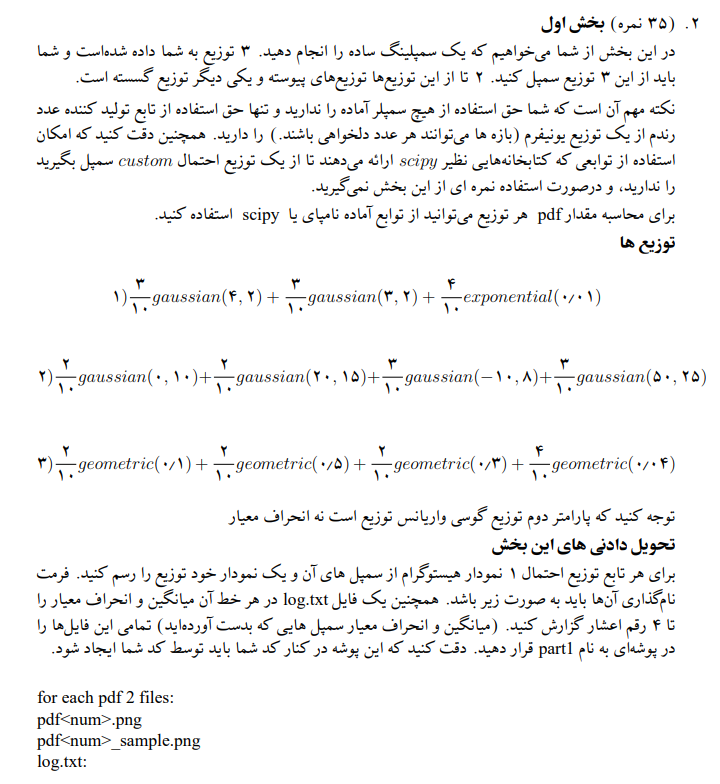 ۲. (۳۵ نمره) بخش اول
در این بخش از شما می‌خواهیم که یک سمپلینگ ساده را انجام دهید. ۳ توزیع به شما داده شده‌است و شما
باید از این ۳ توزیع سمپل کنید. ۲ تا از این توزیع‌ها توزیع‌های پیوسته و یکی دیگر توزیع گسسته است.
نکته مهم آن است که شما حق استفاده از هیچ سمپلر آماده را ندارید و تنها حق استفاده از تابع تولید کننده عدد
رندم از یک توزیع یونیفرم (بازه ها می‌توانند هر عدد دلخواهی باشند.) را دارید. همچنین دقت کنید که امکان
استفاده از توابعی که کتابخانه‌هایی نظیر scipy ارائه می‌دهند تا از یک توزیع احتمال custom سمپل بگیرید
را ندارید، و درصورت استفاده نمره ای از این بخش نمی‌گیرید.
برای محاسبه مقدار pdf هر توزیع می‌توانید از توابع آماده نامپای یا scipy استفاده کنید.
توزیع ها
۱) ۳/۱۰ gaussian(۴, ۲) + ۳/۱۰ gaussian(۳, ۲) + ۴/۱۰ exponential(۰/۰۱)
۲) ۲/۱۰ gaussian(۰, ۱۰) + ۲/۱۰ gaussian(۲۰, ۱۵) + ۳/۱۰ gaussian(−۱۰, ۸) + ۳/۱۰ gaussian(۵۰, ۲۵)
۳) ۲/۱۰ geometric(۰/۱) + ۲/۱۰ geometric(۰/۵) + ۲/۱۰ geometric(۰/۳) + ۴/۱۰ geometric(۰/۰۴)
توجه کنید که پارامتر دوم توزیع گوسی واریانس توزیع است نه انحراف معیار
تحویل دادنی های این بخش
برای هر تابع توزیع احتمال ۱ نمودار هیستوگرام از سمپل های آن و یک نمودار خود توزیع را رسم کنید. فرمت
نام‌گذاری آن‌ها باید به صورت زیر باشد. همچنین یک فایل log.txt در هر خط آن میانگین و انحراف معیار را
تا ۴ رقم اعشار گزارش کنید. (میانگین و انحراف معیار سمپل هایی که بدست آورده‌اید) تمامی این فایل‌ها را
در پوشه‌ای به نام part1 قرار دهید. دقت کنید که این پوشه در کنار کد شما باید توسط کد شما ایجاد شود.
for each pdf 2 files:
pdf<num>.png
pdf<num>_sample.png
log.txt: